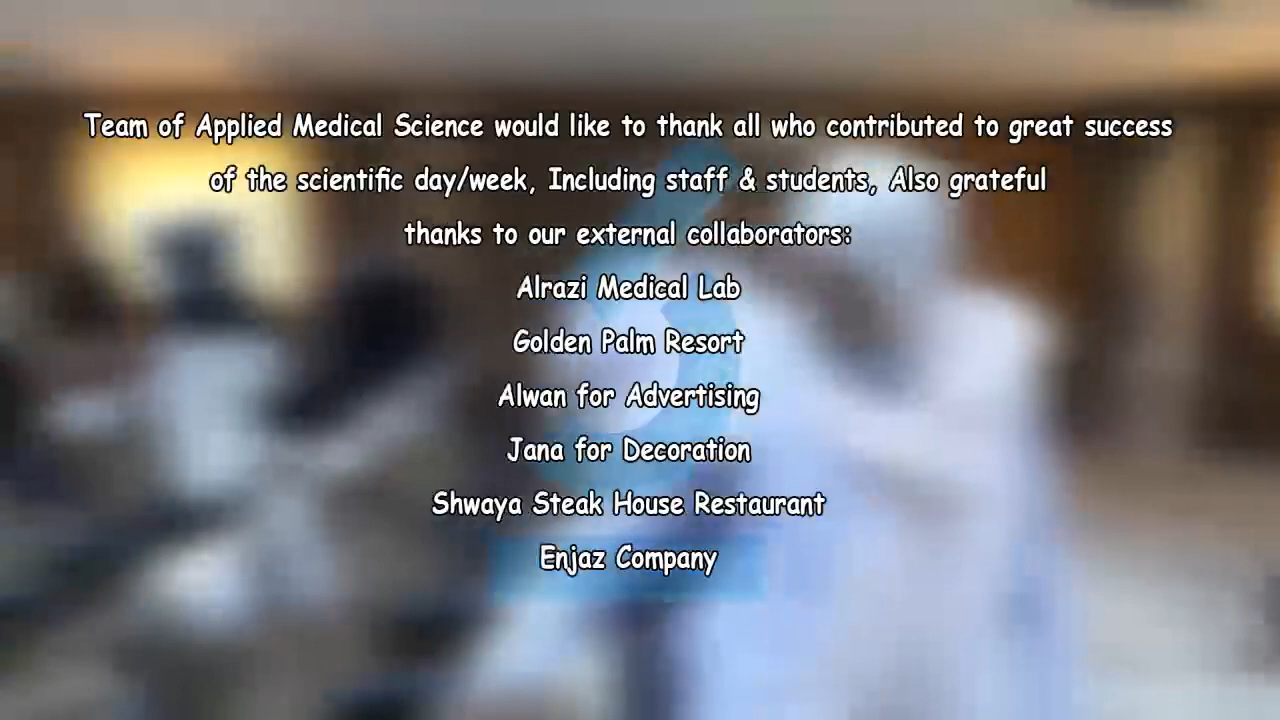 Team of Applied Medical Science would like to thank all who contributed to great success
of the scientific day/week, Including staff & students, Also grateful
thanks to our external collaborators:
Alrazi Medical Lab
Golden Palm Resort
Alwan for Advertising
Jana for Decoration
Shwaya Steak House Restaurant
Enjaz Company